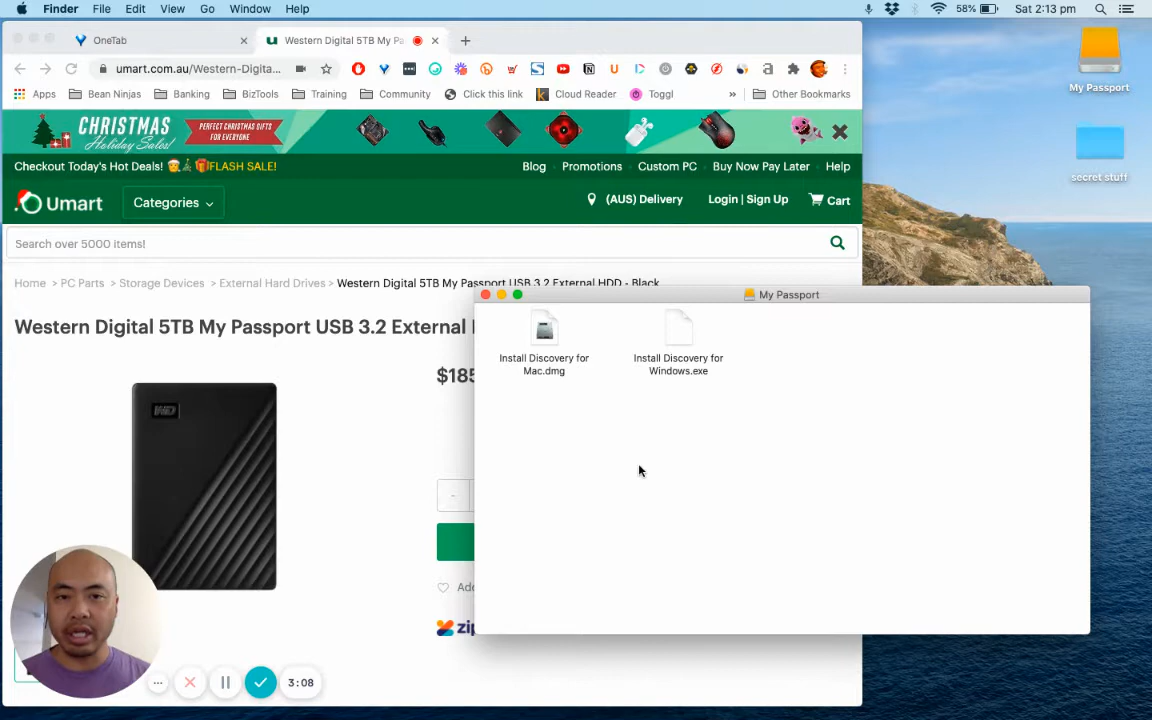 Finder File Edit View Go Window Help
58% Sat 2:13 pm
OneTab
Western Digital 5TB My Pa
umart.com.au/Western-Digita...
Apps Bean Ninjas Banking BizTools Training Community Click this link Cloud Reader Toggl » Other Bookmarks
CHRISTMAS
Holiday Sales!
PERFECT CHRISTMAS GIFTS
FOR EVERYONE
Checkout Today's Hot Deals! FLASH SALE!
Blog Promotions Custom PC Buy Now Pay Later Help
Umart
Categories
(AUS) Delivery Login | Sign Up Cart
Search over 5000 items!
Home > PC Parts > Storage Devices > External Hard Drives > Western Digital 5TB My Passport USB 3.2 External HDD - Black
Western Digital 5TB My Passport USB 3.2 External
$185
WD
-
Add
zip
My Passport
Install Discovery for
Mac.dmg
Install Discovery for
Windows.exe
My Passport
secret stuff
3:08